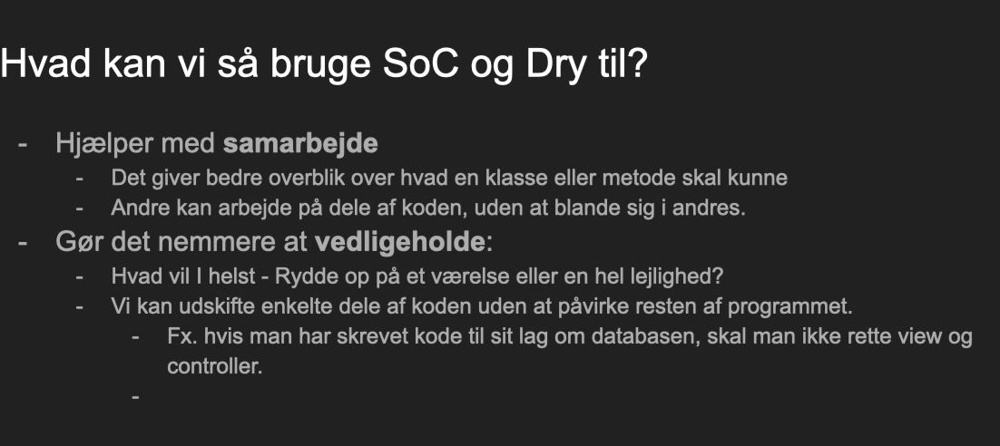 Hvad kan vi så bruge SoC og Dry til?
- Hjælper med samarbejde
- Det giver bedre overblik over hvad en klasse eller metode skal kunne
- Andre kan arbejde på dele af koden, uden at blande sig i andres.
- Gør det nemmere at vedligeholde:
- Hvad vil I helst - Rydde op på et værelse eller en hel lejlighed?
- Vi kan udskifte enkelte dele af koden uden at påvirke resten af programmet.
- Fx. hvis man har skrevet kode til sit lag om databasen, skal man ikke rette view og
controller.
-